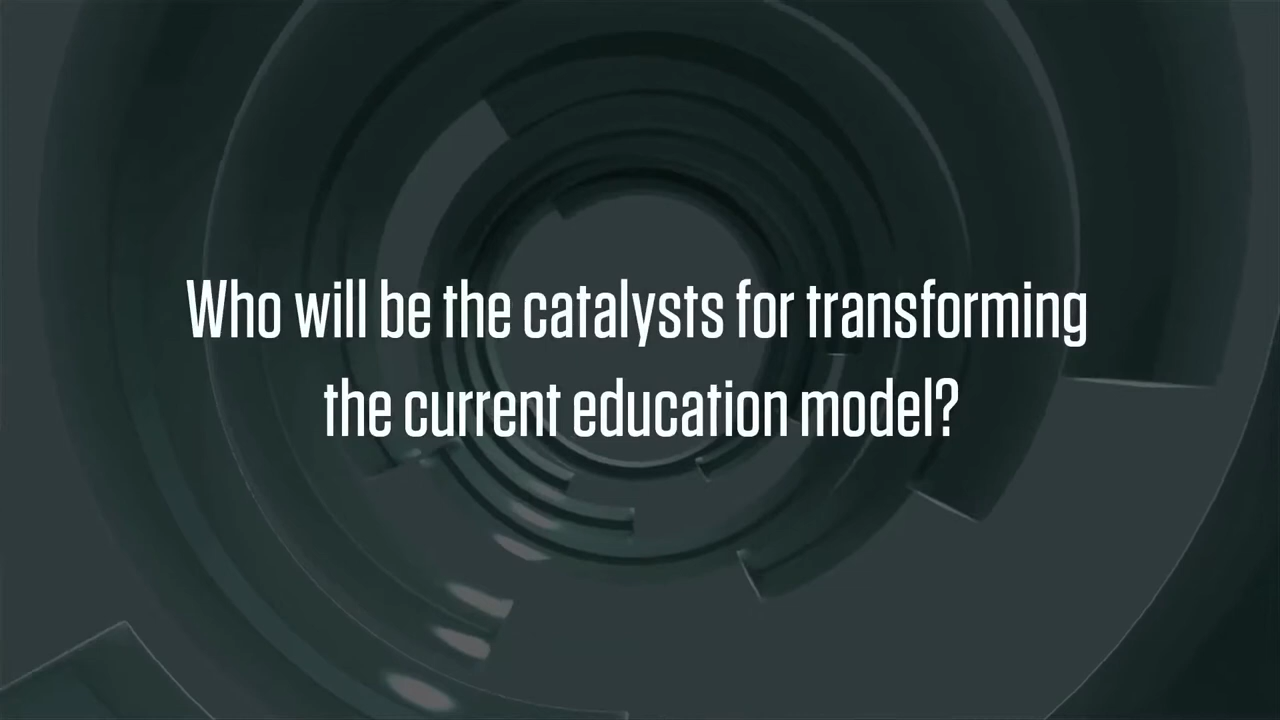 Who will be the catalysts for transforming
the current education model?